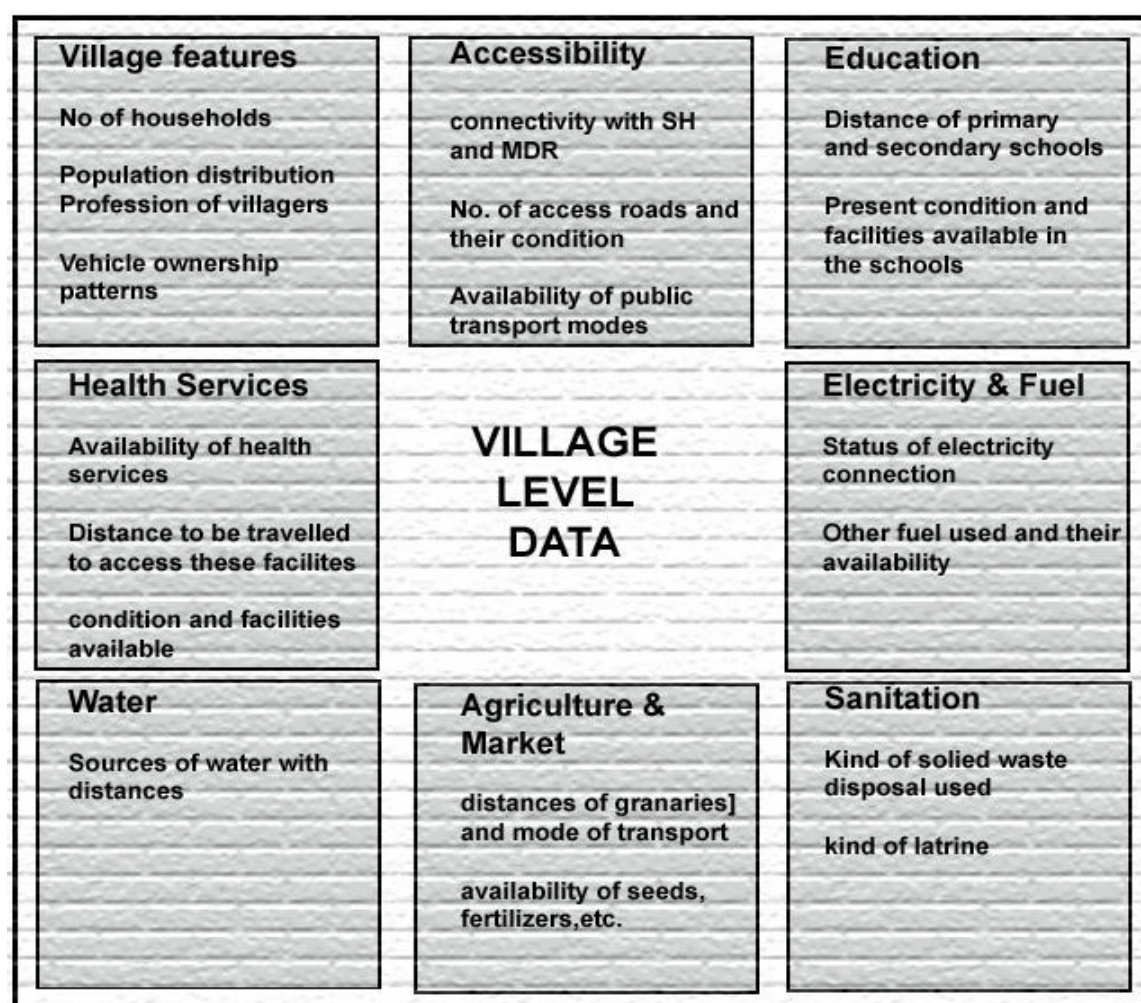 Village features
No of households
Population distribution
Profession of villagers
Vehicle ownership
patterns
Accessibility
connectivity with SH
and MDR
No. of access roads and
their condition
Availability of public
transport modes
Education
Distance of primary
and secondary schools
Present condition and
facilities available in
the schools
Health Services
Availability of health
services
Distance to be travelled
to access these facilites
condition and facilities
available
VILLAGE
LEVEL
DATA
Electricity & Fuel
Status of electricity
connection
Other fuel used and their
availability
Water
Sources of water with
distances
Agriculture &
Market
distances of granaries]
and mode of transport
availability of seeds,
fertilizers,etc.
Sanitation
Kind of solied waste
disposal used
kind of latrine